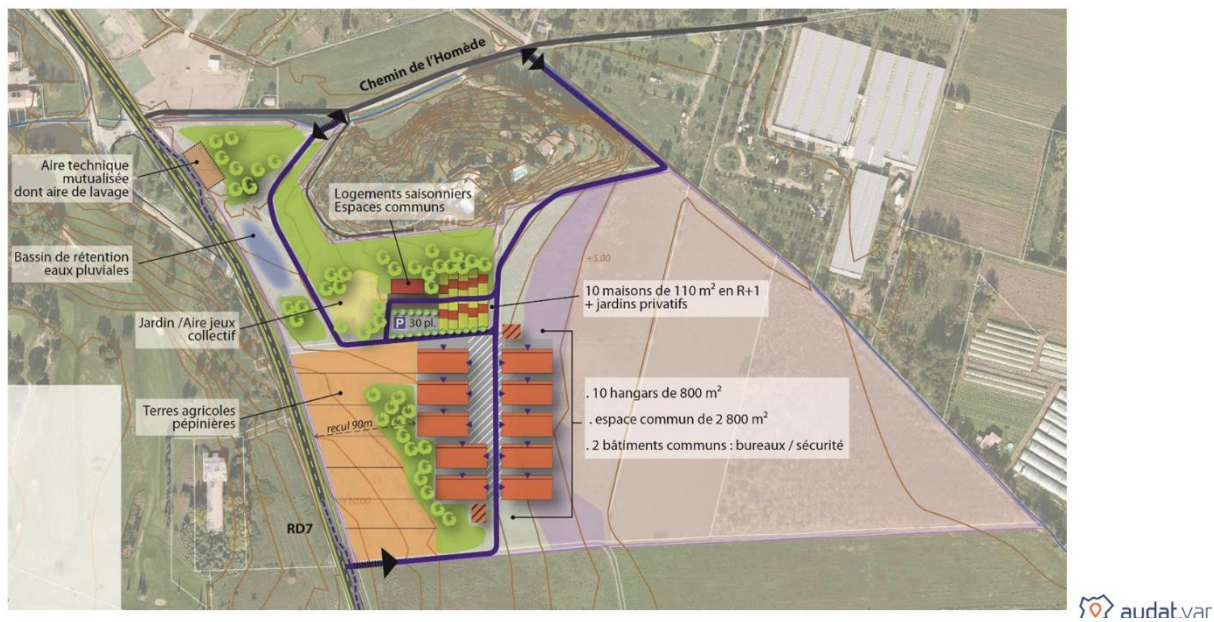 Chemin de l'Homède
Aire technique
mutualisée
dont aire de lavage
Logements saisonniers
Espaces communs
Bassin de rétention
eaux pluviales
+5.00
10 maisons de 110 m² en R+1
+ jardins privatifs
Jardin /Aire jeux
collectif
P 30 pl.
. 10 hangars de 800 m²
. espace commun de 2 800 m²
. 2 bâtiments communs : bureaux / sécurité
Terres agricoles
pépinières
recul 90m
+10.00
RD7
audat.var